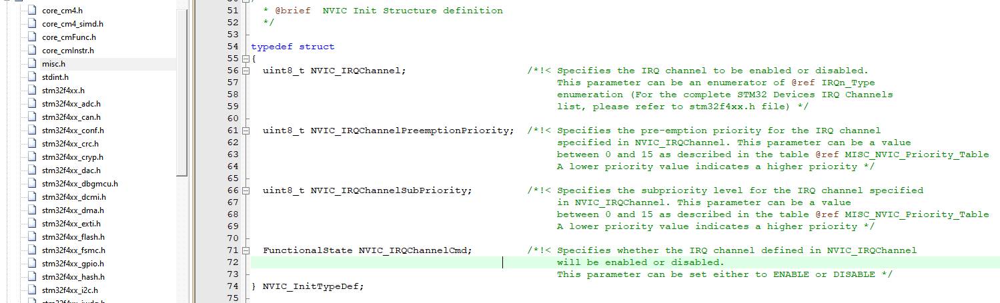 core_cm4.h
core_cm4_simd.h
core_cmFunc.h
core_cmInstr.h
misc.h
stdint.h
stm32f4xx.h
stm32f4xx_adc.h
stm32f4xx_can.h
stm32f4xx_conf.h
stm32f4xx_crc.h
stm32f4xx_cryp.h
stm32f4xx_dac.h
stm32f4xx_dbgmcu.h
stm32f4xx_dcmi.h
stm32f4xx_dma.h
stm32f4xx_exti.h
stm32f4xx_flash.h
stm32f4xx_fsmc.h
stm32f4xx_gpio.h
stm32f4xx_hash.h
stm32f4xx_i2c.h
51 * @brief  NVIC Init Structure definition
52 */
53
54 typedef struct
55 {
56 uint8_t NVIC_IRQChannel; /*!< Specifies the IRQ channel to be enabled or disabled.
57 This parameter can be an enumerator of @ref IRQn_Type
58 enumeration (For the complete STM32 Devices IRQ Channels
59 list, please refer to stm32f4xx.h file) */
60
61 uint8_t NVIC_IRQChannelPreemptionPriority; /*!< Specifies the pre-emption priority for the IRQ channel
62 specified in NVIC_IRQChannel. This parameter can be a value
63 between 0 and 15 as described in the table @ref MISC_NVIC_Priority_Table
64 A lower priority value indicates a higher priority */
65
66 uint8_t NVIC_IRQChannelSubPriority; /*!< Specifies the subpriority level for the IRQ channel specified
67 in NVIC_IRQChannel. This parameter can be a value
68 between 0 and 15 as described in the table @ref MISC_NVIC_Priority_Table
69 A lower priority value indicates a higher priority */
70
71 FunctionalState NVIC_IRQChannelCmd; /*!< Specifies whether the IRQ channel defined in NVIC_IRQChannel
72 will be enabled or disabled.
73 This parameter can be set either to ENABLE or DISABLE */
74 } NVIC_InitTypeDef;
75